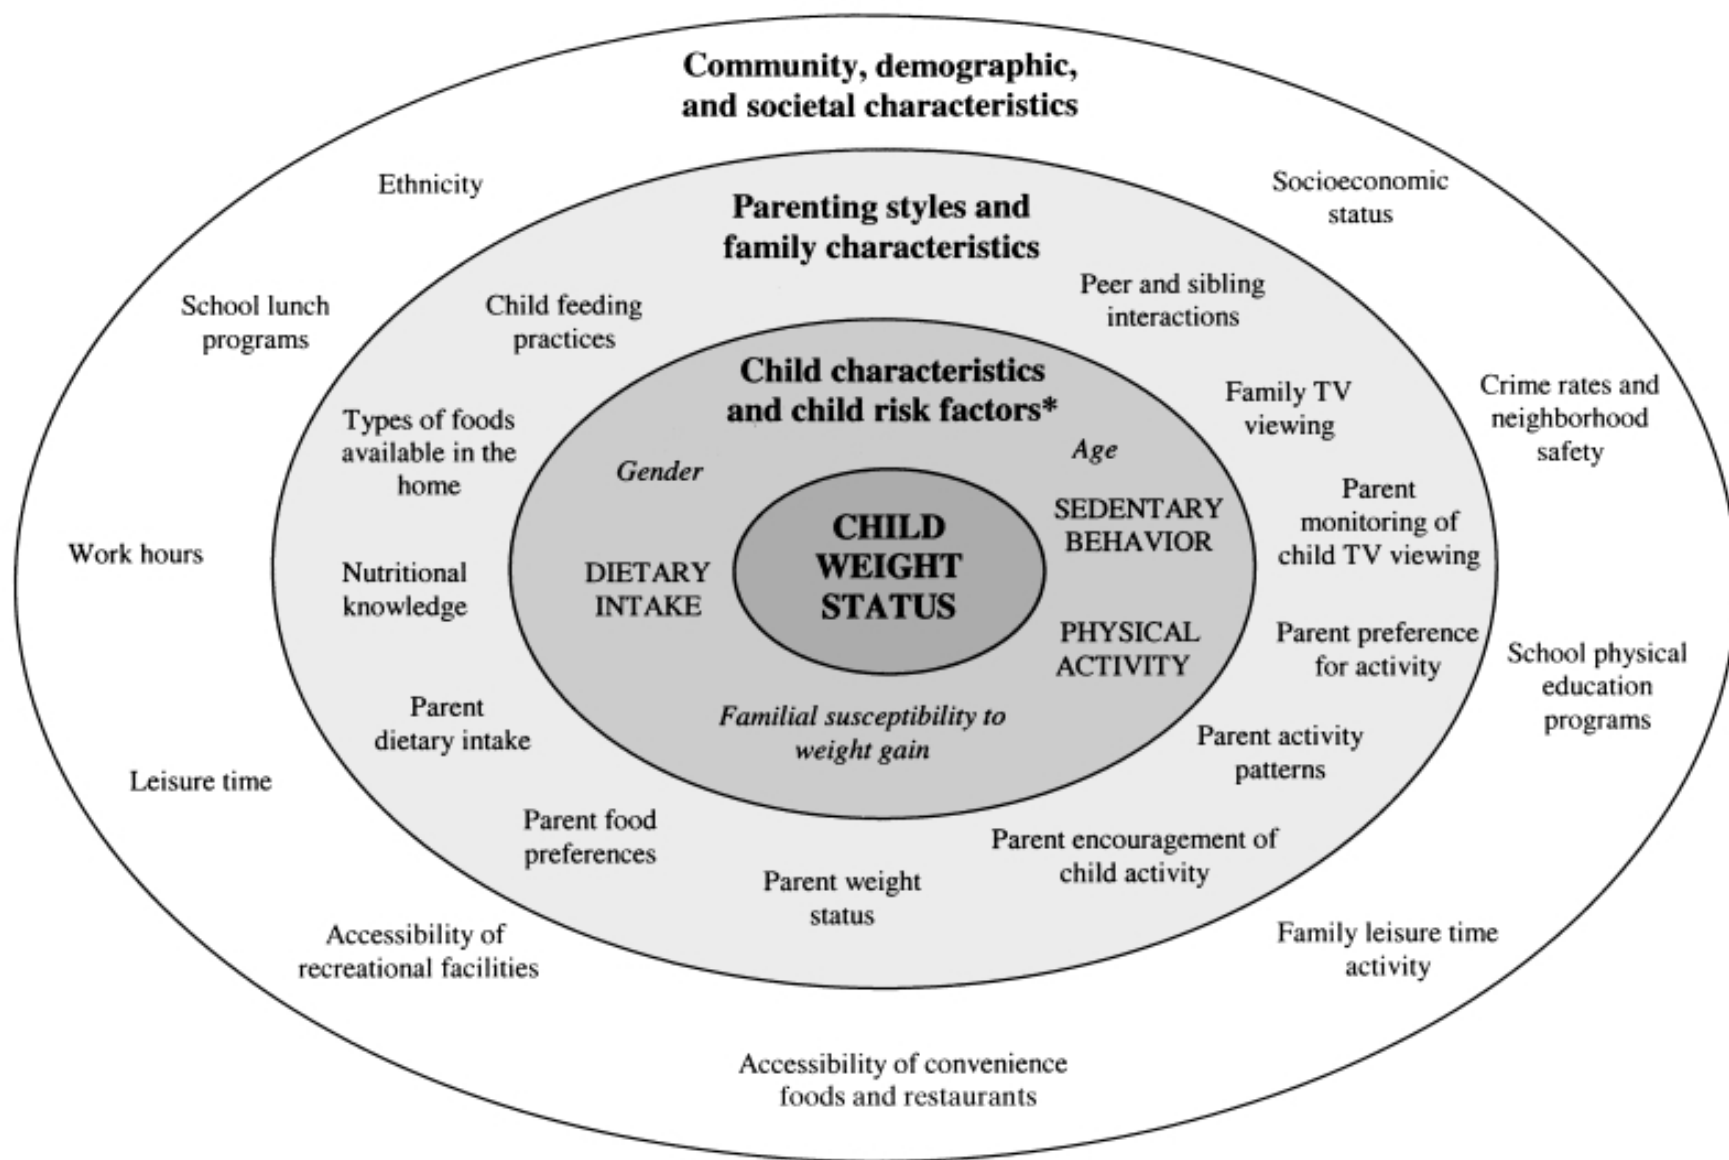 Community, demographic,
and societal characteristics
Ethnicity
Socioeconomic
status
Parenting styles and
family characteristics
School lunch
programs
Child feeding
practices
Peer and sibling
interactions
Child characteristics
and child risk factors*
Types of foods
available in the
home
Family TV
viewing
Crime rates and
neighborhood
safety
Gender
Age
Work hours
Nutritional
knowledge
DIETARY
INTAKE
CHILD
WEIGHT
STATUS
SEDENTARY
BEHAVIOR
Parent
monitoring of
child TV viewing
PHYSICAL
ACTIVITY
Parent preference
for activity
School physical
education
programs
Familial susceptibility to
weight gain
Parent
dietary intake
Parent activity
patterns
Leisure time
Parent food
preferences
Parent weight
status
Parent encouragement of
child activity
Accessibility of
recreational facilities
Family leisure time
activity
Accessibility of convenience
foods and restaurants